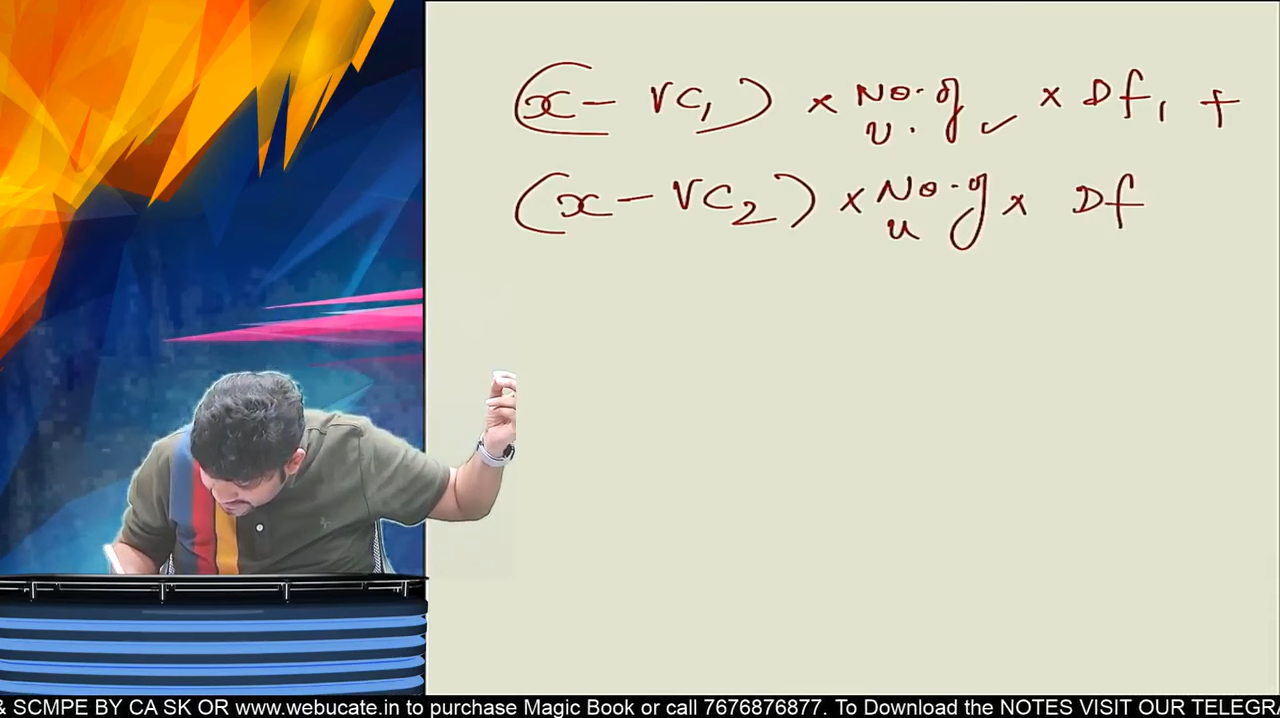 (x - VC₁) × No. of u. × Df₁ +
(x - VC₂) × No. of u × Df
& SCMPE BY CA SK OR www.webucate.in to purchase Magic Book or call 7676876877. To Download the NOTES VISIT OUR TELEGRA